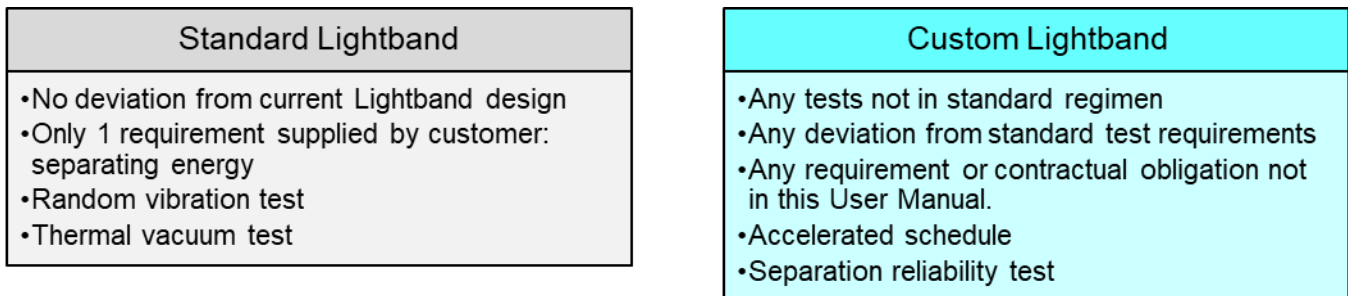 Standard Lightband
•No deviation from current Lightband design
•Only 1 requirement supplied by customer:
separating energy
•Random vibration test
•Thermal vacuum test
Custom Lightband
•Any tests not in standard regimen
•Any deviation from standard test requirements
•Any requirement or contractual obligation not
in this User Manual.
•Accelerated schedule
•Separation reliability test